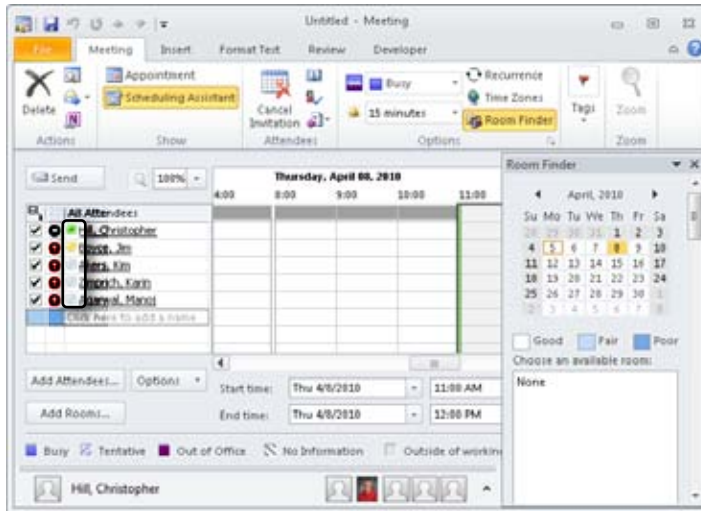 Untitled - Meeting
File Meeting Insert Format Text Review Developer
Delete
Actions
Appointment
Scheduling Assistant
Show
Cancel Invitation
Attendees
Busy
15 minutes
Recurrence
Time Zones
Room Finder
Options
Tags
Zoom
Zoom
Send
100%
Thursday, April 08, 2010
4:00 8:00 9:00 10:00 11:00
All Attendees
Hill, Christopher
Boyce, Jim
Akers, Kim
Zimprich, Karin
Agarwal, Manoj
Click here to add a name
Add Attendees... Options
Start time: Thu 4/8/2010 11:00 AM
Add Rooms...
End time: Thu 4/8/2010 12:00 PM
Busy Tentative Out of Office No Information Outside of workin
Hill, Christopher
Room Finder
April, 2010
Su Mo Tu We Th Fr Sa
28 29 30 31 1 2 3
4 5 6 7 8 9 10
11 12 13 14 15 16 17
18 19 20 21 22 23 24
25 26 27 28 29 30 1
2 3 4 5 6 7 8
Good Fair Poor
Choose an available room:
None